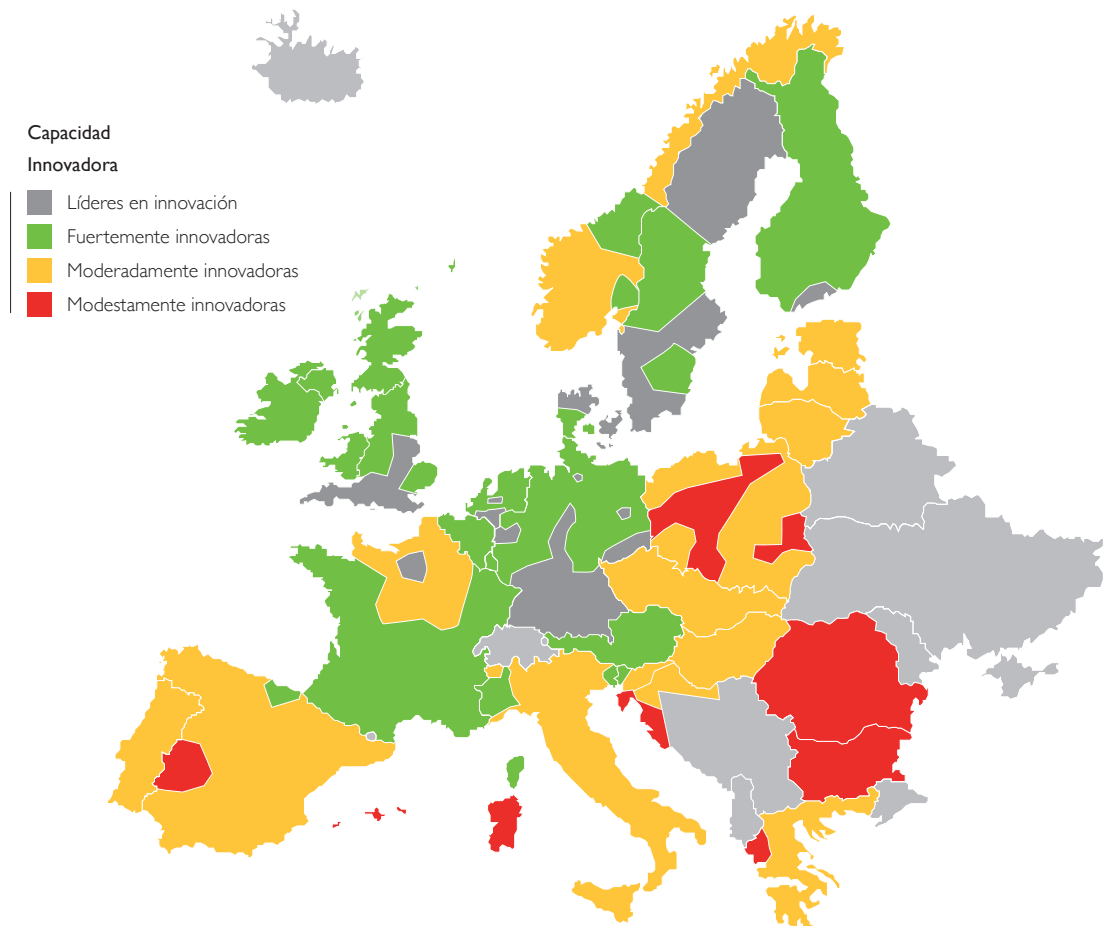 Capacidad
Innovadora
Líderes en innovación
Fuertemente innovadoras
Moderadamente innovadoras
Modestamente innovadoras